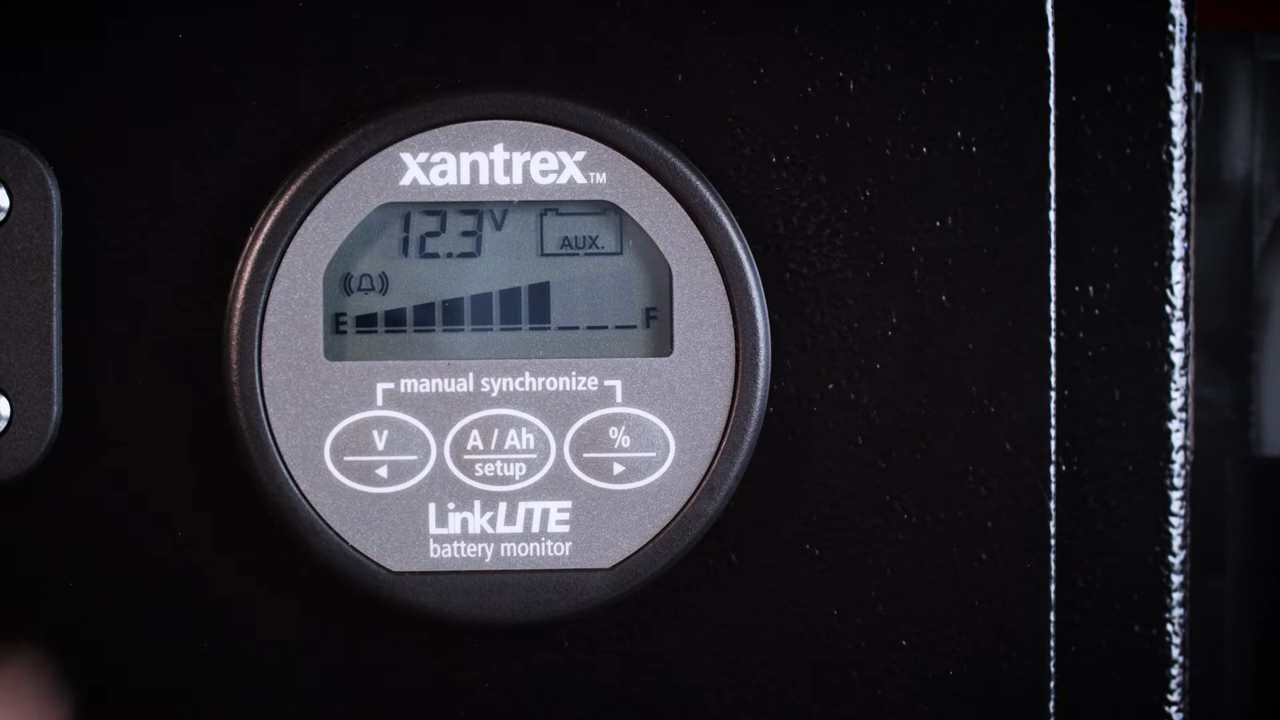 xantrex™
12.3V
AUX.
E F
manual synchronize
V A / Ah %
setup
LinkLITE
battery monitor